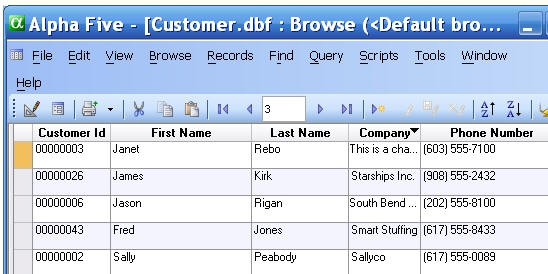 Alpha Five - [Customer.dbf : Browse (<Default bro...
File Edit View Browse Records Find Query Scripts Tools Window
Help
3
Customer Id First Name Last Name Company Phone Number
00000003 Janet Rebo This is a cha... (603) 555-7100
00000026 James Kirk Starships Inc. (908) 555-2432
00000006 Jason Rigan South Bend ... (202) 555-8100
00000043 Fred Jones Smart Stuffing (617) 555-8433
00000002 Sally Peabody Sallyco (617) 555-0089